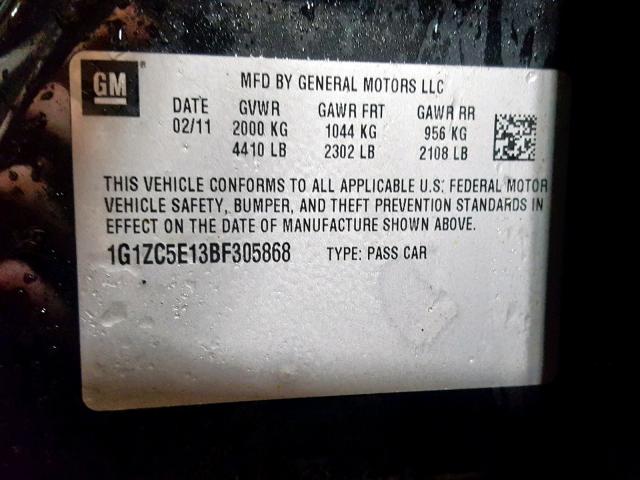 GM ®
MFD BY GENERAL MOTORS LLC
DATE GVWR GAWR FRT GAWR RR
02/11 2000 KG 1044 KG 956 KG
4410 LB 2302 LB 2108 LB
THIS VEHICLE CONFORMS TO ALL APPLICABLE U.S. FEDERAL MOTOR
VEHICLE SAFETY, BUMPER, AND THEFT PREVENTION STANDARDS IN
EFFECT ON THE DATE OF MANUFACTURE SHOWN ABOVE.
1G1ZC5E13BF305868 TYPE: PASS CAR